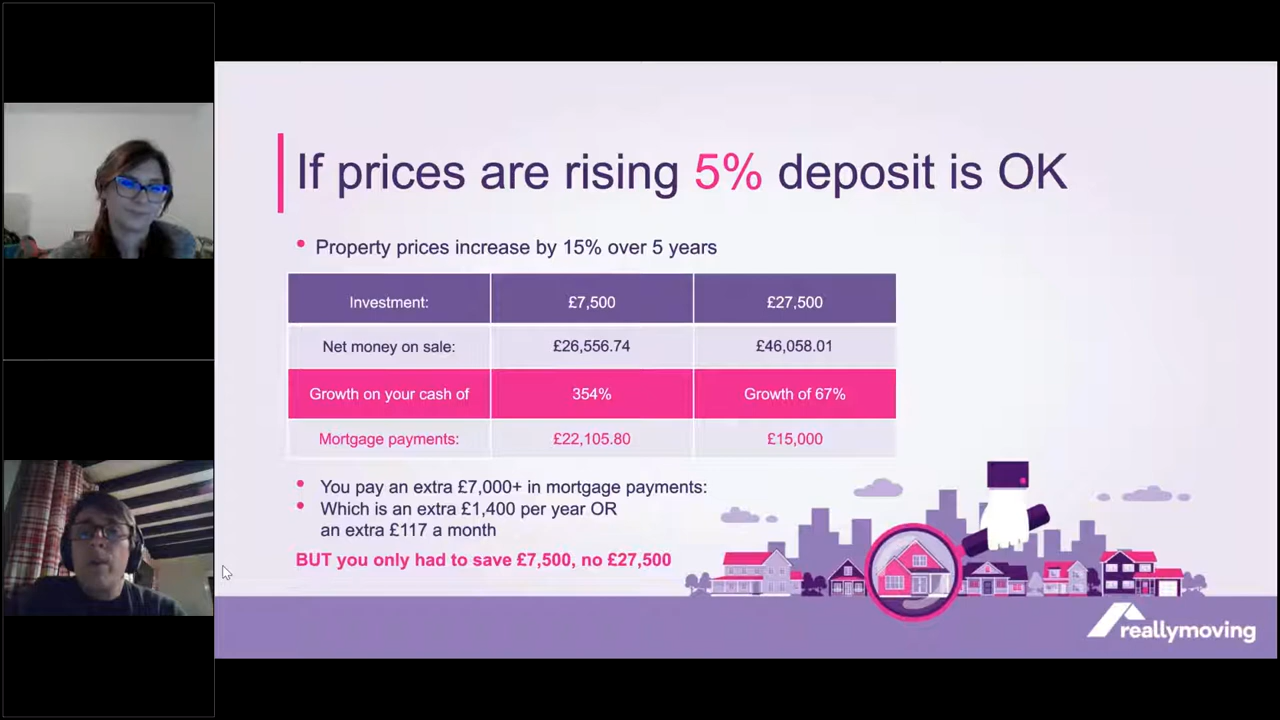 If prices are rising 5% deposit is OK
• Property prices increase by 15% over 5 years
Investment: £7,500 £27,500
Net money on sale: £26,556.74 £46,058.01
Growth on your cash of 354% Growth of 67%
Mortgage payments: £22,105.80 £15,000
• You pay an extra £7,000+ in mortgage payments:
• Which is an extra £1,400 per year OR
an extra £117 a month
BUT you only had to save £7,500, no £27,500
reallymoving